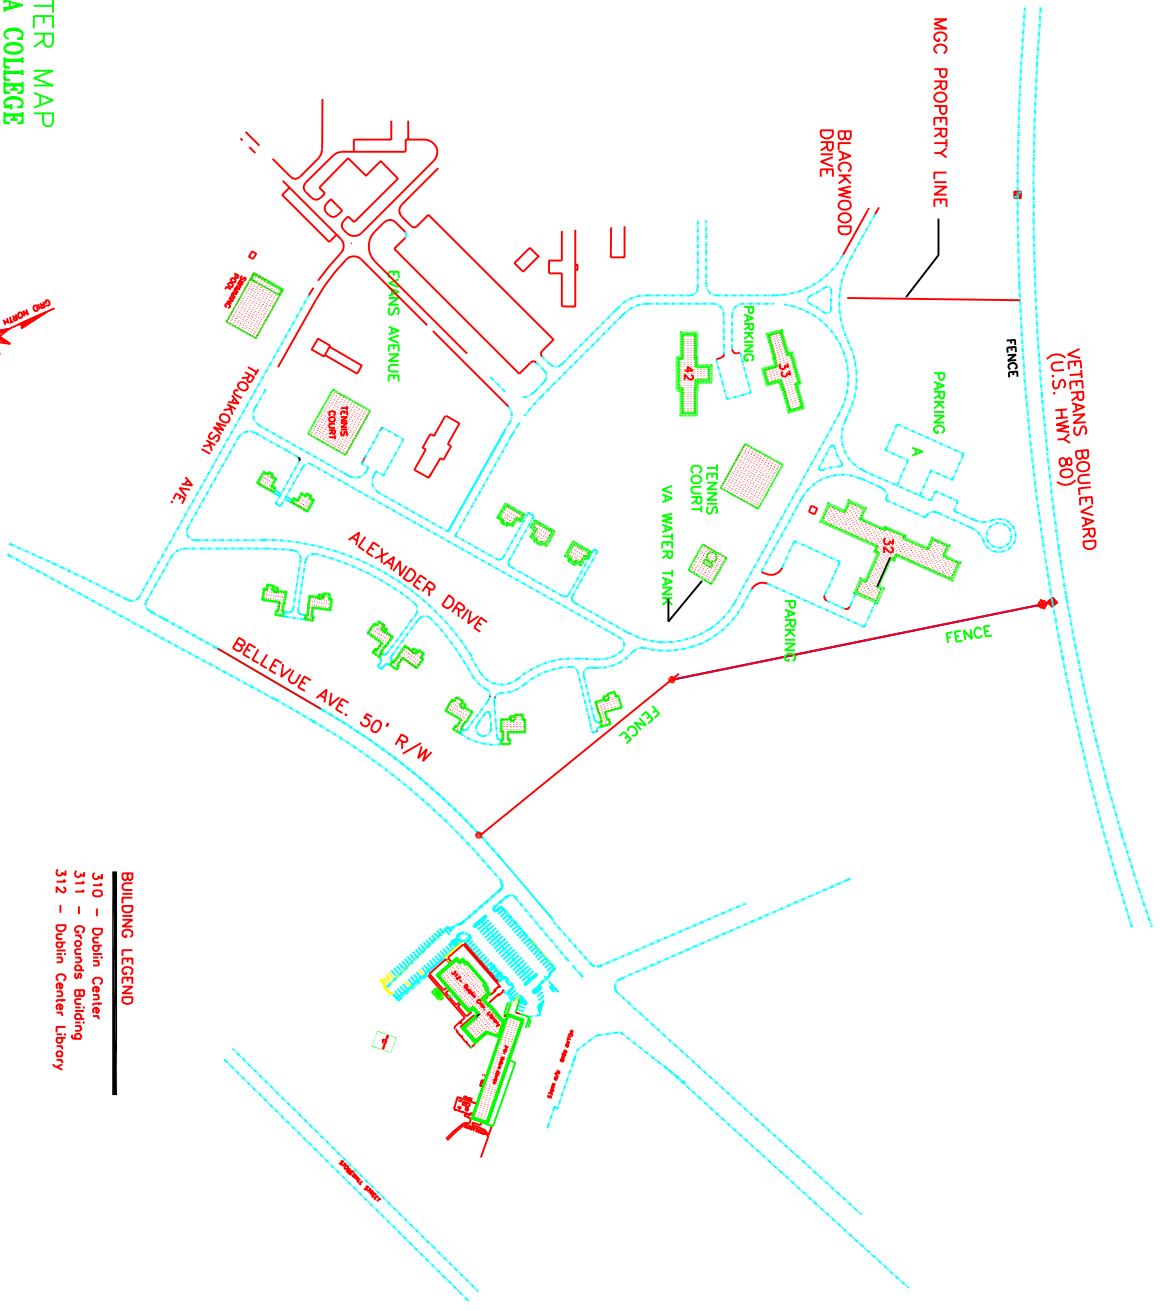 TER MAP
A COLLEGE
MGC PROPERTY LINE
BLACKWOOD
DRIVE
VETERANS BOULEVARD
(U.S. HWY 80)
FENCE
PARKING
A
PARKING
33
42
32
TENNIS
COURT
VA WATER TANK
PARKING
FENCE
FENCE
EVANS AVENUE
SWIMMING
POOL
GRID NORTH
TENNIS
COURT
TROJAKOWSKI
AVE.
ALEXANDER DRIVE
BELLEVUE AVE. 50' R/W
BUILDING LEGEND
310 - Dublin Center
311 - Grounds Building
312 - Dublin Center Library